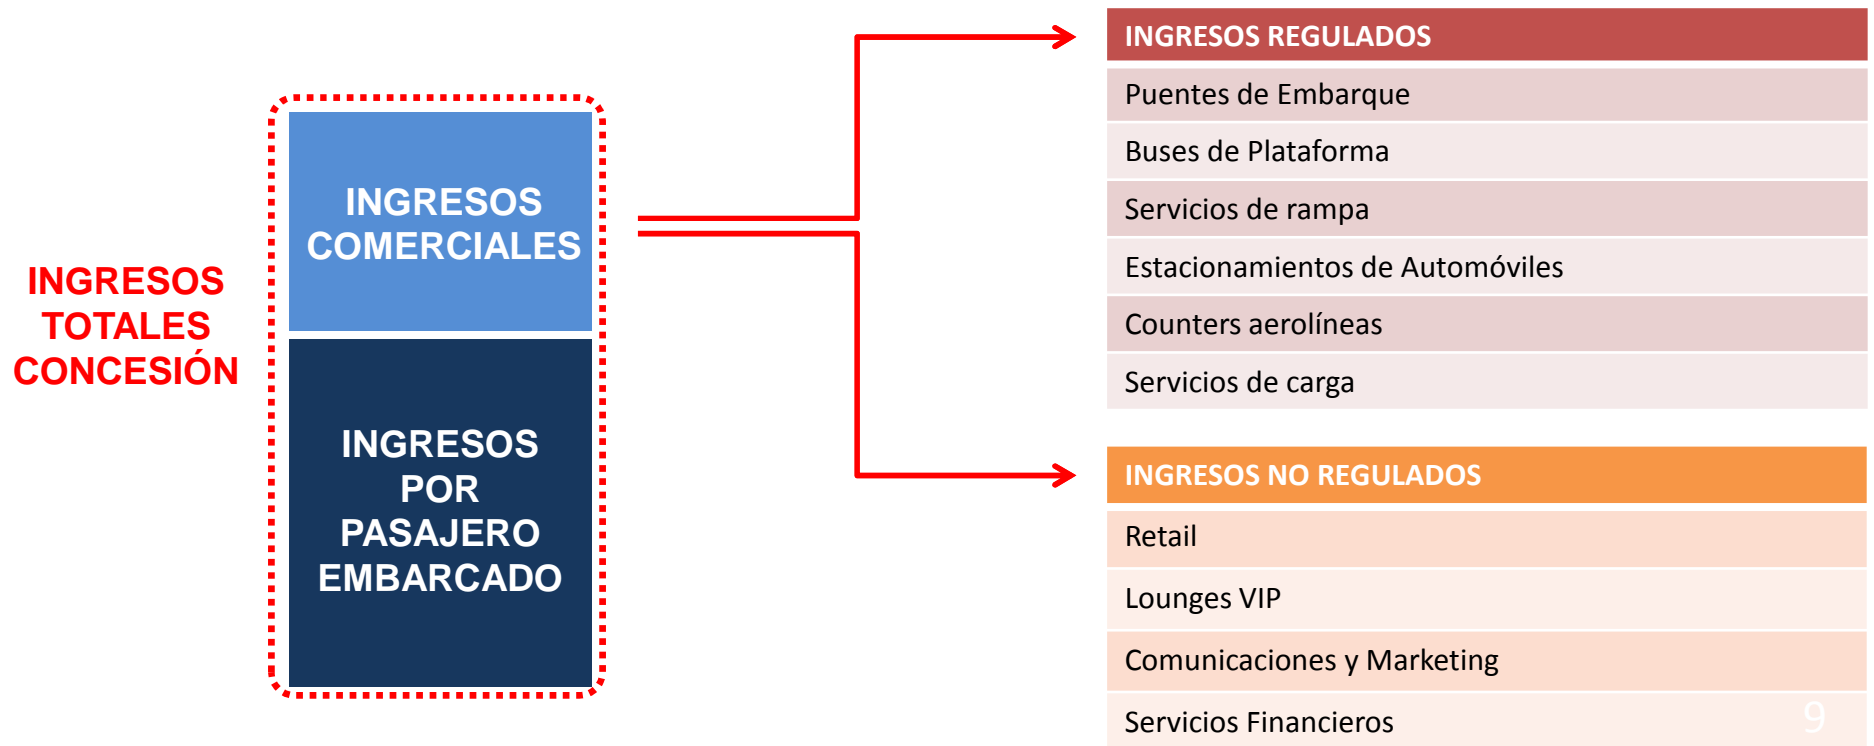 INGRESOS
TOTALES
CONCESIÓN
INGRESOS
COMERCIALES
INGRESOS
POR
PASAJERO
EMBARCADO
INGRESOS REGULADOS
Puentes de Embarque
Buses de Plataforma
Servicios de rampa
Estacionamientos de Automóviles
Counters aerolíneas
Servicios de carga
INGRESOS NO REGULADOS
Retail
Lounges VIP
Comunicaciones y Marketing
Servicios Financieros
9